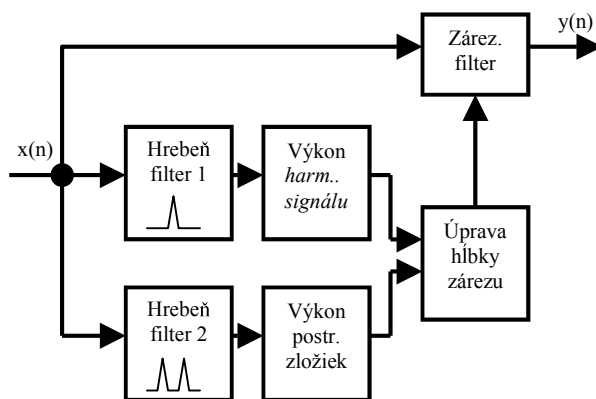 y(n)
Zárez.
filter
x(n)
Hrebeň
filter 1
Výkon
harm..
signálu
Úprava
hĺbky
zárezu
Hrebeň
filter 2
Výkon
postr.
zložiek